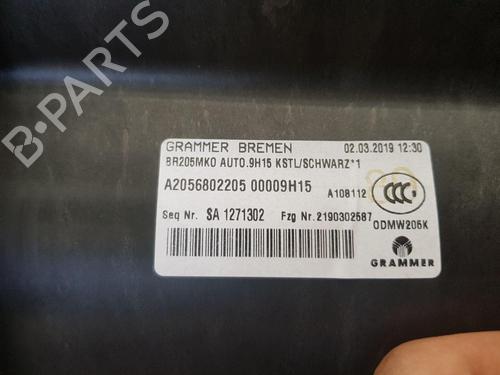 GRAMMER BREMEN 02.03.2019 12:30
BR205MKO AUTO.9H15 KSTL/SCHWARZ*1
A2056802205 00009H15 A108112
CCC
Seq Nr. SA 1271302 Fzg Nr.2190302587
ODMW205K
GRAMMER
B-PARTS